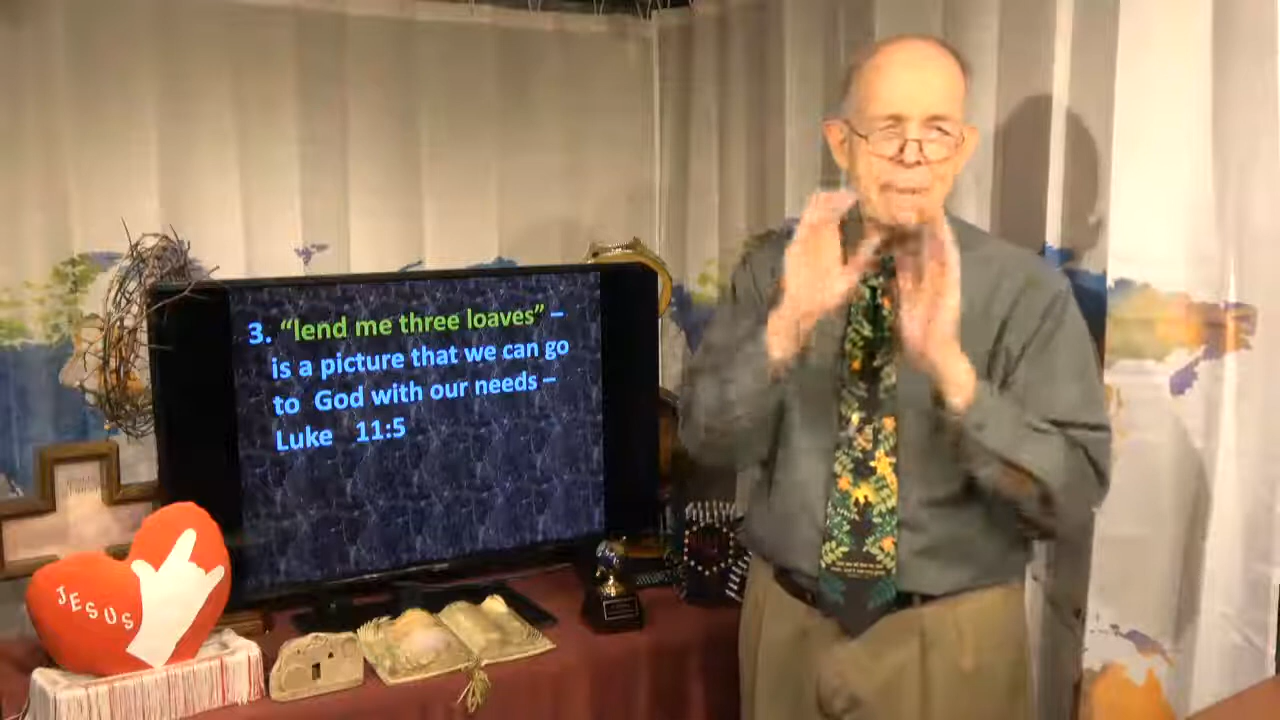 3. “lend me three loaves” –
is a picture that we can go
to God with our needs –
Luke 11:5
JESUS